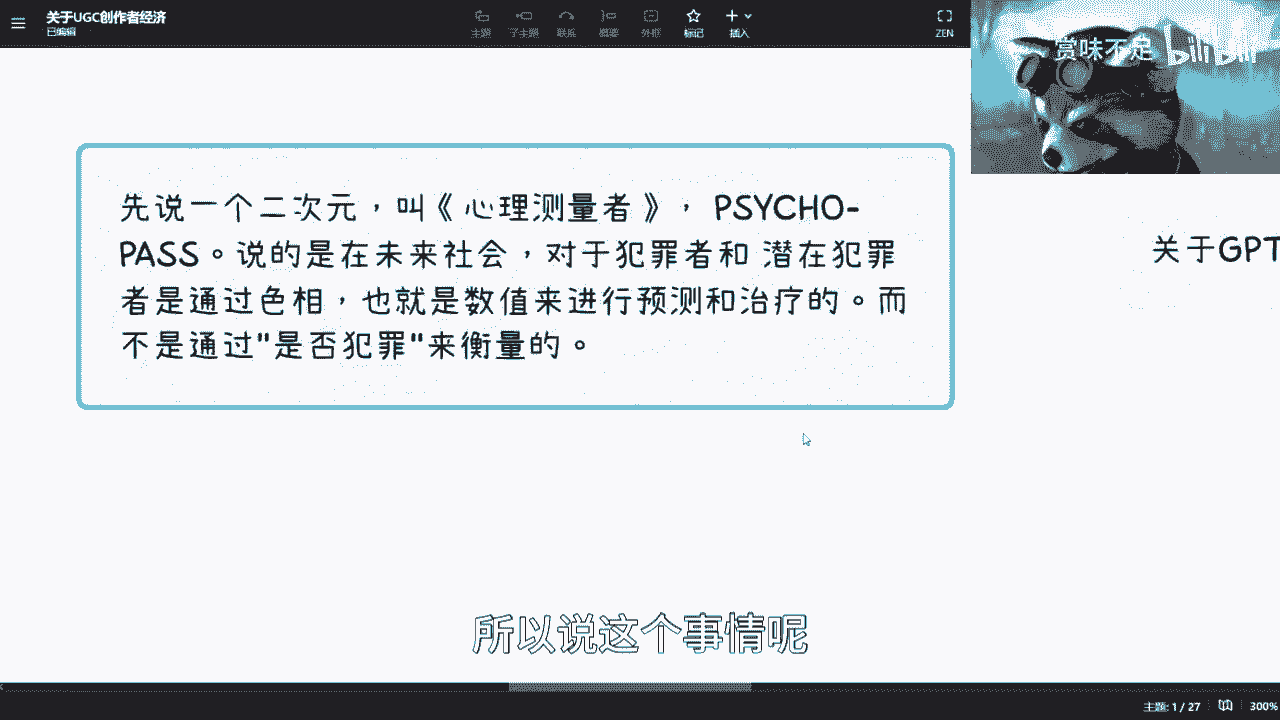 关于UGC创作者经济
已编辑
主题
子主题
联系
概要
外框
标记
插入
ZEN
赏味不足
bilibili
先说一个二次元，叫《心理测量者》， PSYCHO-
PASS。说的是在未来社会，对于犯罪者和 潜在犯罪
者是通过色相，也就是数值来进行预测和治疗的。而
不是通过"是否犯罪"来衡量的。
关于GPT
所以说这个事情呢
主题: 1 / 27
300%